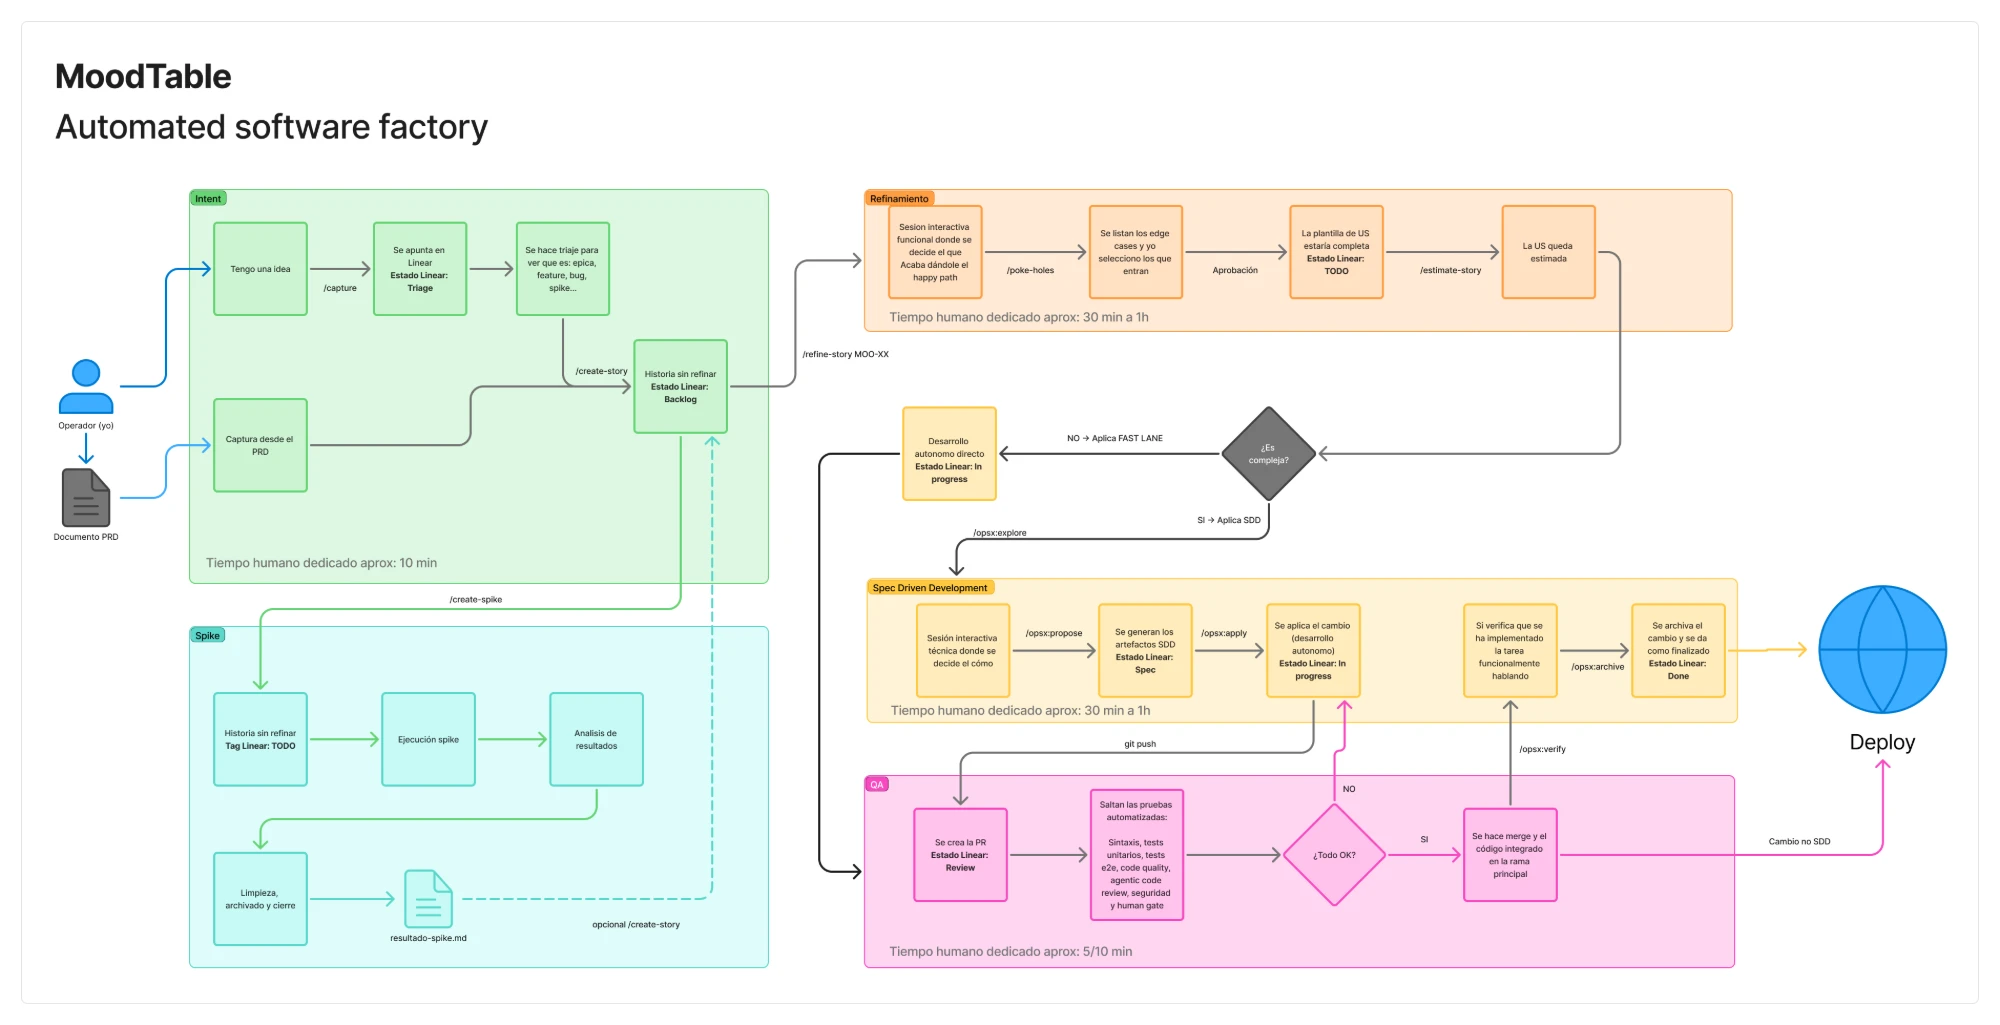 MoodTable
Automated software factory
Intent
Tengo una idea
/capture
Se apunta en
Linear
Estado Linear:
Triage
Se hace triaje para
ver que es: epica,
feature, bug,
spike...
/create-story
Historia sin refinar
Estado Linear:
Backlog
Operador (yo)
Documento PRD
Captura desde el
PRD
Tiempo humano dedicado aprox: 10 min
/create-spike
Spike
Historia sin refinar
Tag Linear: TODO
Ejecución spike
Analisis de
resultados
Limpieza,
archivado y cierre
resultado-spike.md
opcional /create-story
/refine-story MOO-XX
Refinamiento
Sesion interactiva
funcional donde se
decide el que
Acaba dándole el
happy path
/poke-holes
Se listan los edge
cases y yo
selecciono los que
entran
Aprobación
La plantilla de US
estaría completa
Estado Linear:
TODO
/estimate-story
La US queda
estimada
Tiempo humano dedicado aprox: 30 min a 1h
¿Es
compleja?
NO → Aplica FAST LANE
Desarrollo
autonomo directo
Estado Linear: In
progress
SI → Aplica SDD
/opsx:explore
Spec Driven Development
Sesión interactiva
técnica donde se
decide el cómo
/opsx:propose
Se generan los
artefactos SDD
Estado Linear:
Spec
/opsx:apply
Se aplica el cambio
(desarrollo
autonomo)
Estado Linear: In
progress
Si verifica que se
ha implementado
la tarea
funcionalmente
hablando
/opsx:archive
Se archiva el
cambio y se da
como finalizado
Estado Linear:
Done
Tiempo humano dedicado aprox: 30 min a 1h
git push
/opsx:verify
Deploy
QA
Se crea la PR
Estado Linear:
Review
Saltan las pruebas
automatizadas:
Sintaxis, tests
unitarios, tests
e2e, code quality,
agentic code
review, seguridad
y human gate
¿Todo OK?
NO
SI
Se hace merge y el
código integrado
en la rama
principal
Cambio no SDD
Tiempo humano dedicado aprox: 5/10 min